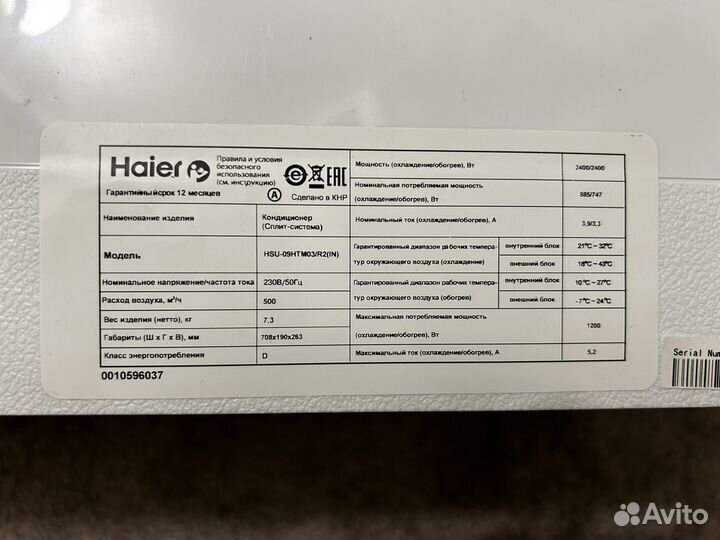 Haier
Правила и условия
безопасного
использования
(см. инструкцию)
EAC
Гарантийный срок 12 месяцев
A
Сделано в КНР
Наименование изделия
Кондиционер
(Сплит-система)
Модель
HSU-09HTM03/R2(IN)
Номинальное напряжение/частота тока
230В/50Гц
Расход воздуха, м³/ч
500
Вес изделия (нетто), кг
7,3
Габариты (Ш x Г x В), мм
708x190x263
Класс энергопотребления
D
Мощность (охлаждение/обогрев), Вт
2400/2400
Номинальная потребляемая мощность
(охлаждение/обогрев), Вт
885/747
Номинальный ток (охлаждение/обогрев), А
3,9/3,3
Гарантированный диапазон рабочих темпера-
тур окружающего воздуха (охлаждение)
внутренний блок
21°C ~ 32°C
внешний блок
18°C ~ 43°C
Гарантированный диапазон рабочих темпера-
тур окружающего воздуха (обогрев)
внутренний блок
10°C ~ 27°C
внешний блок
-7°C ~ 24°C
Максимальная потребляемая мощность
(охлаждение/обогрев), Вт
1200
Максимальный ток (охлаждение/обогрев), А
5,2
0010596037
Serial Num
Avito